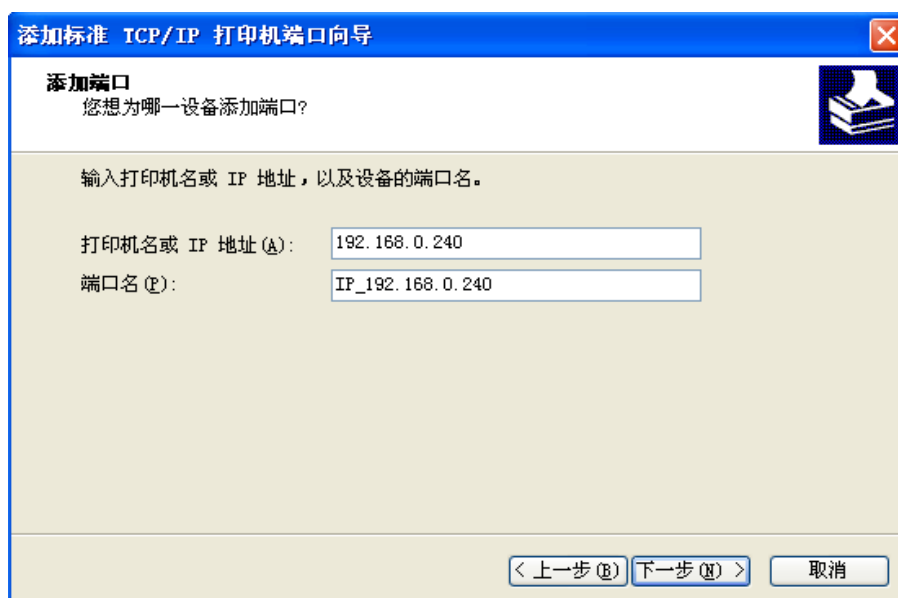 添加标准 TCP/IP 打印机端口向导
添加端口
您想为哪一设备添加端口?
输入打印机名或 IP 地址，以及设备的端口名。
打印机名或 IP 地址(A): 192.168.0.240
端口名(P): IP_192.168.0.240
< 上一步(B) 下一步(N) > 取消